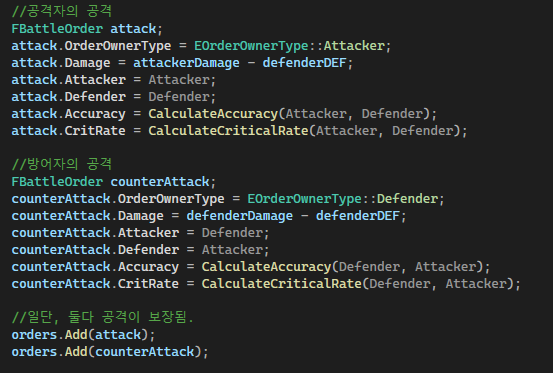 //공격자의 공격
FBattleOrder attack;
attack.OrderOwnerType = EOrderOwnerType::Attacker;
attack.Damage = attackerDamage - defenderDEF;
attack.Attacker = Attacker;
attack.Defender = Defender;
attack.Accuracy = CalculateAccuracy(Attacker, Defender);
attack.CritRate = CalculateCriticalRate(Attacker, Defender);
//방어자의 공격
FBattleOrder counterAttack;
counterAttack.OrderOwnerType = EOrderOwnerType::Defender;
counterAttack.Damage = defenderDamage - defenderDEF;
counterAttack.Attacker = Defender;
counterAttack.Defender = Attacker;
counterAttack.Accuracy = CalculateAccuracy(Defender, Attacker);
counterAttack.CritRate = CalculateCriticalRate(Defender, Attacker);
//일단, 둘다 공격이 보장됨.
orders.Add(attack);
orders.Add(counterAttack);